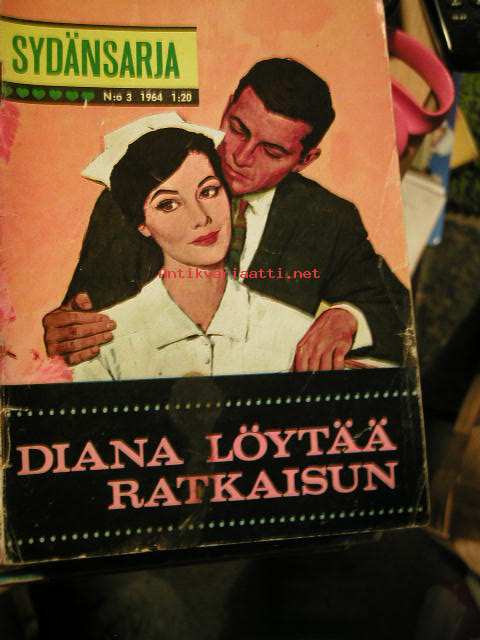 SYDÄNSARJA
N:o 3 1964 1:20
antikvariaatti.net
DIANA LÖYTÄÄ
RATKAISUN